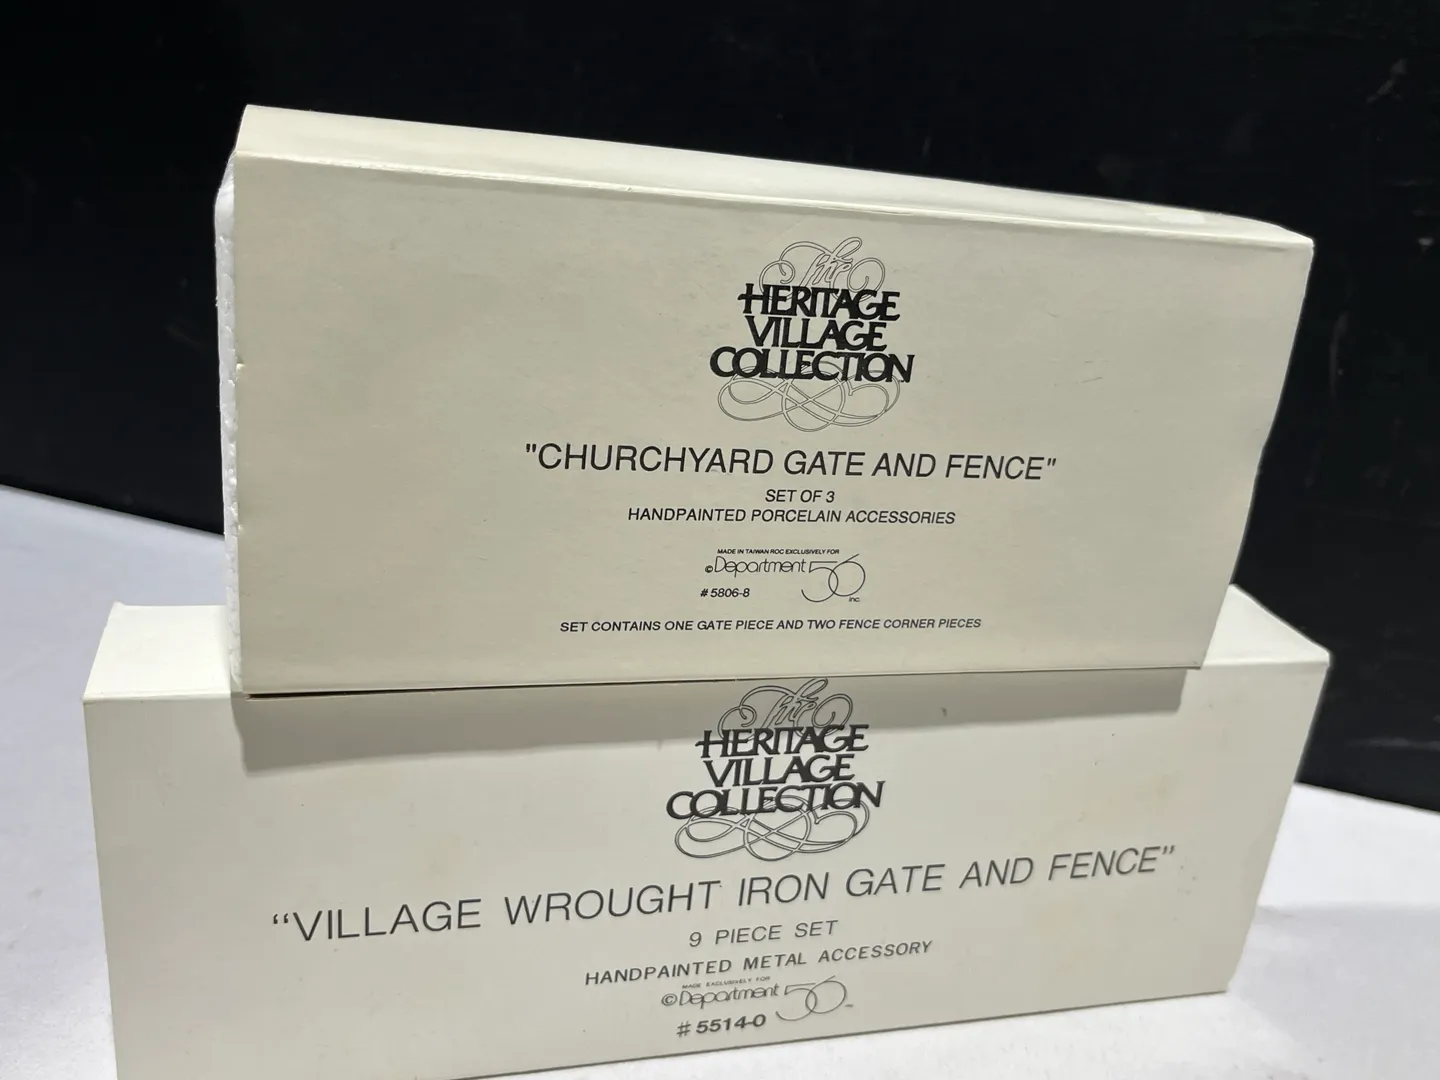 The
HERITAGE
VILLAGE
COLLECTION
"CHURCHYARD GATE AND FENCE"
SET OF 3
HANDPAINTED PORCELAIN ACCESSORIES
MADE IN TAIWAN ROC EXCLUSIVELY FOR
©Department 56 inc.
# 5806-8
SET CONTAINS ONE GATE PIECE AND TWO FENCE CORNER PIECES
The
HERITAGE
VILLAGE
COLLECTION
“VILLAGE WROUGHT IRON GATE AND FENCE”
9 PIECE SET
HANDPAINTED METAL ACCESSORY
MADE EXCLUSIVELY FOR
©Department 56
# 5514-0